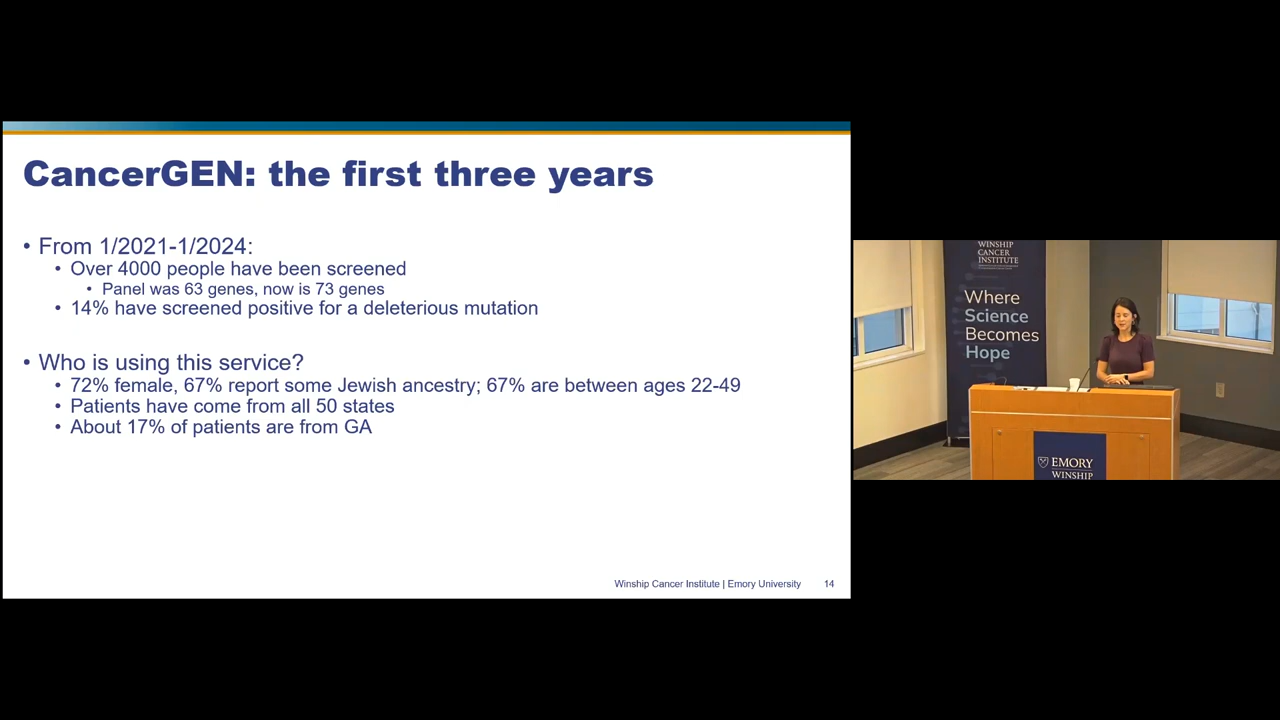 CancerGEN: the first three years
• From 1/2021-1/2024:
• Over 4000 people have been screened
• Panel was 63 genes, now is 73 genes
• 14% have screened positive for a deleterious mutation
• Who is using this service?
• 72% female, 67% report some Jewish ancestry; 67% are between ages 22-49
• Patients have come from all 50 states
• About 17% of patients are from GA
Winship Cancer Institute | Emory University 14
WINSHIP
CANCER
INSTITUTE
Where
Science
Becomes
Hope
EMORY
WINSHIP